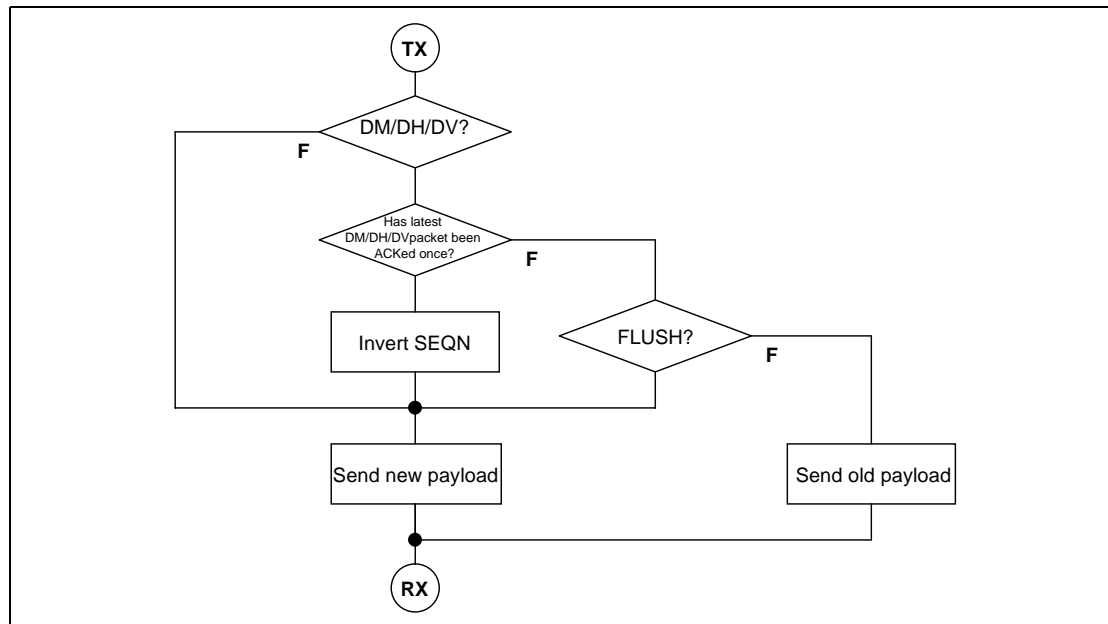 TX
DM/DH/DV?
F
Has latest
DM/DH/DVpacket been
ACKed once?
F
Invert SEQN
FLUSH?
F
Send new payload
Send old payload
RX